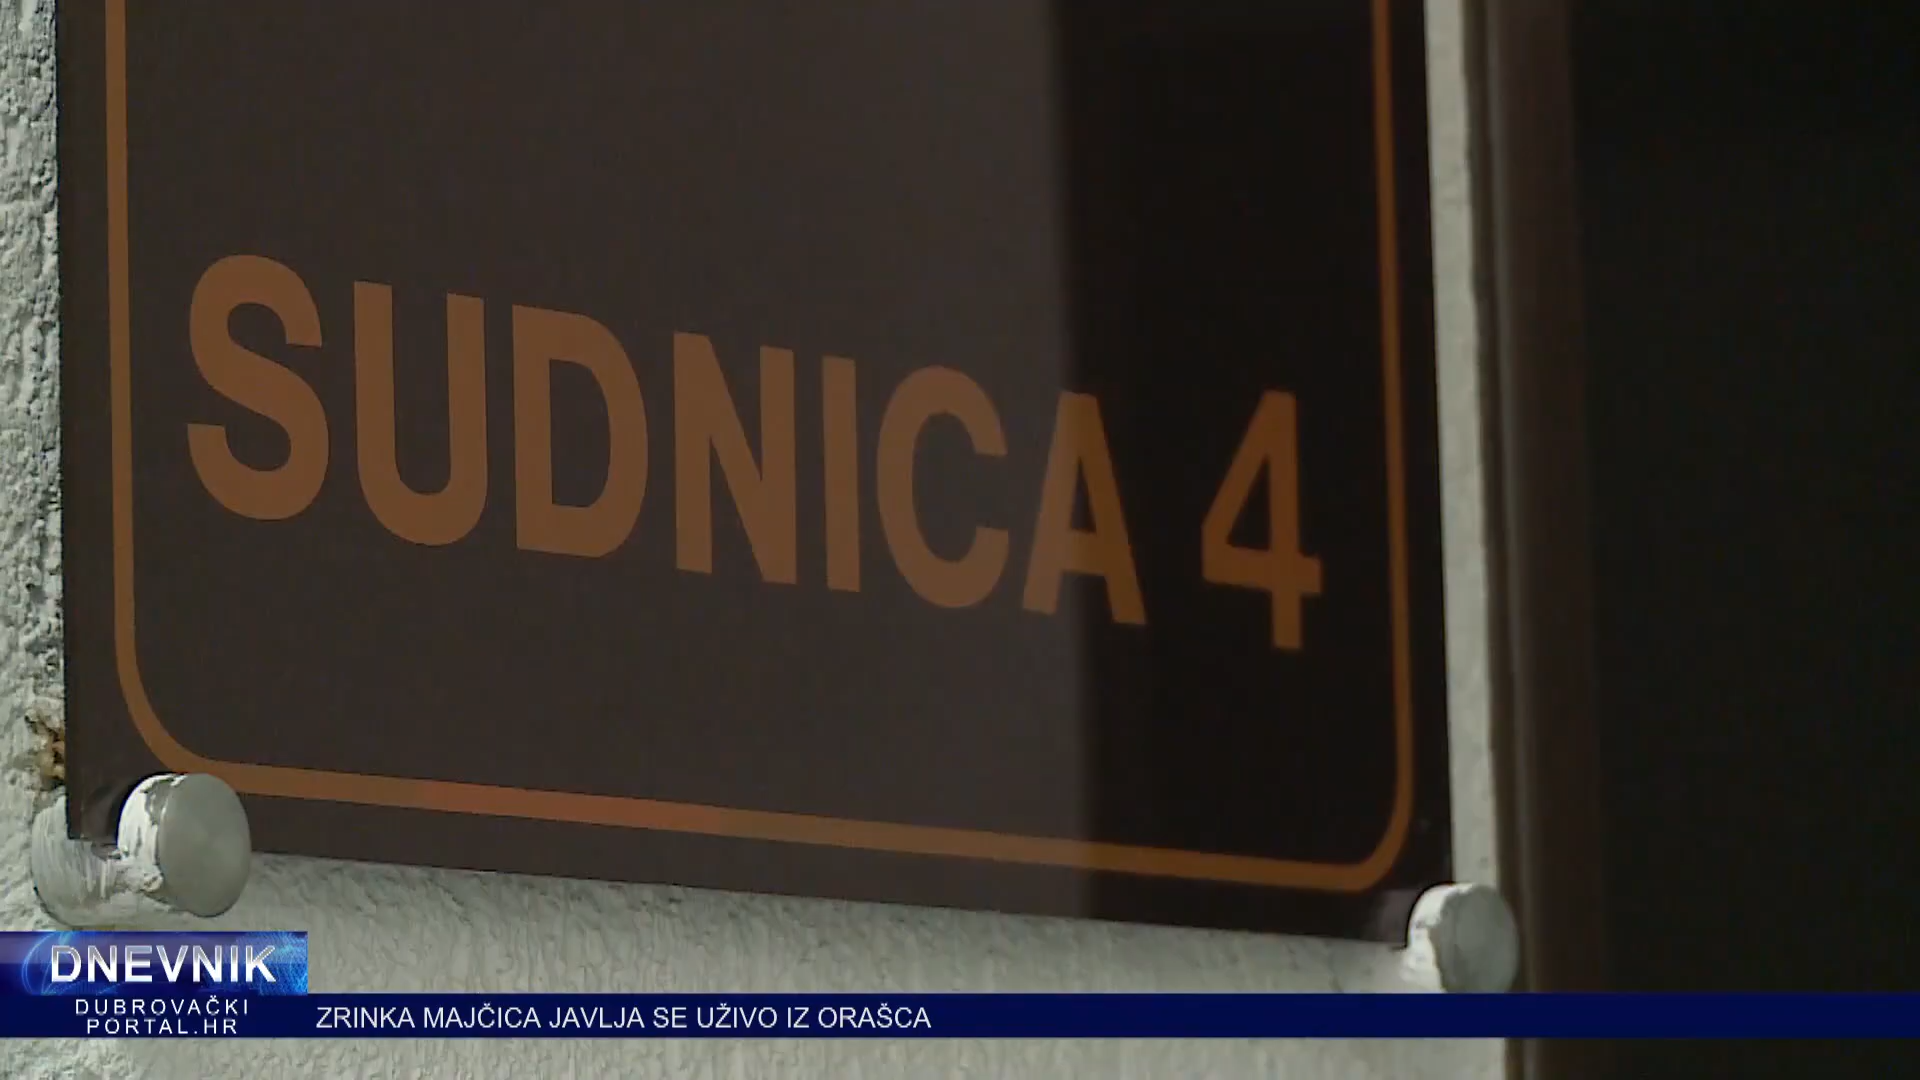 SUDNICA 4
DNEVNIK
DUBROVAČKI
PORTAL.HR
ZRINKA MAJČICA JAVLJA SE UŽIVO IZ ORAŠCA